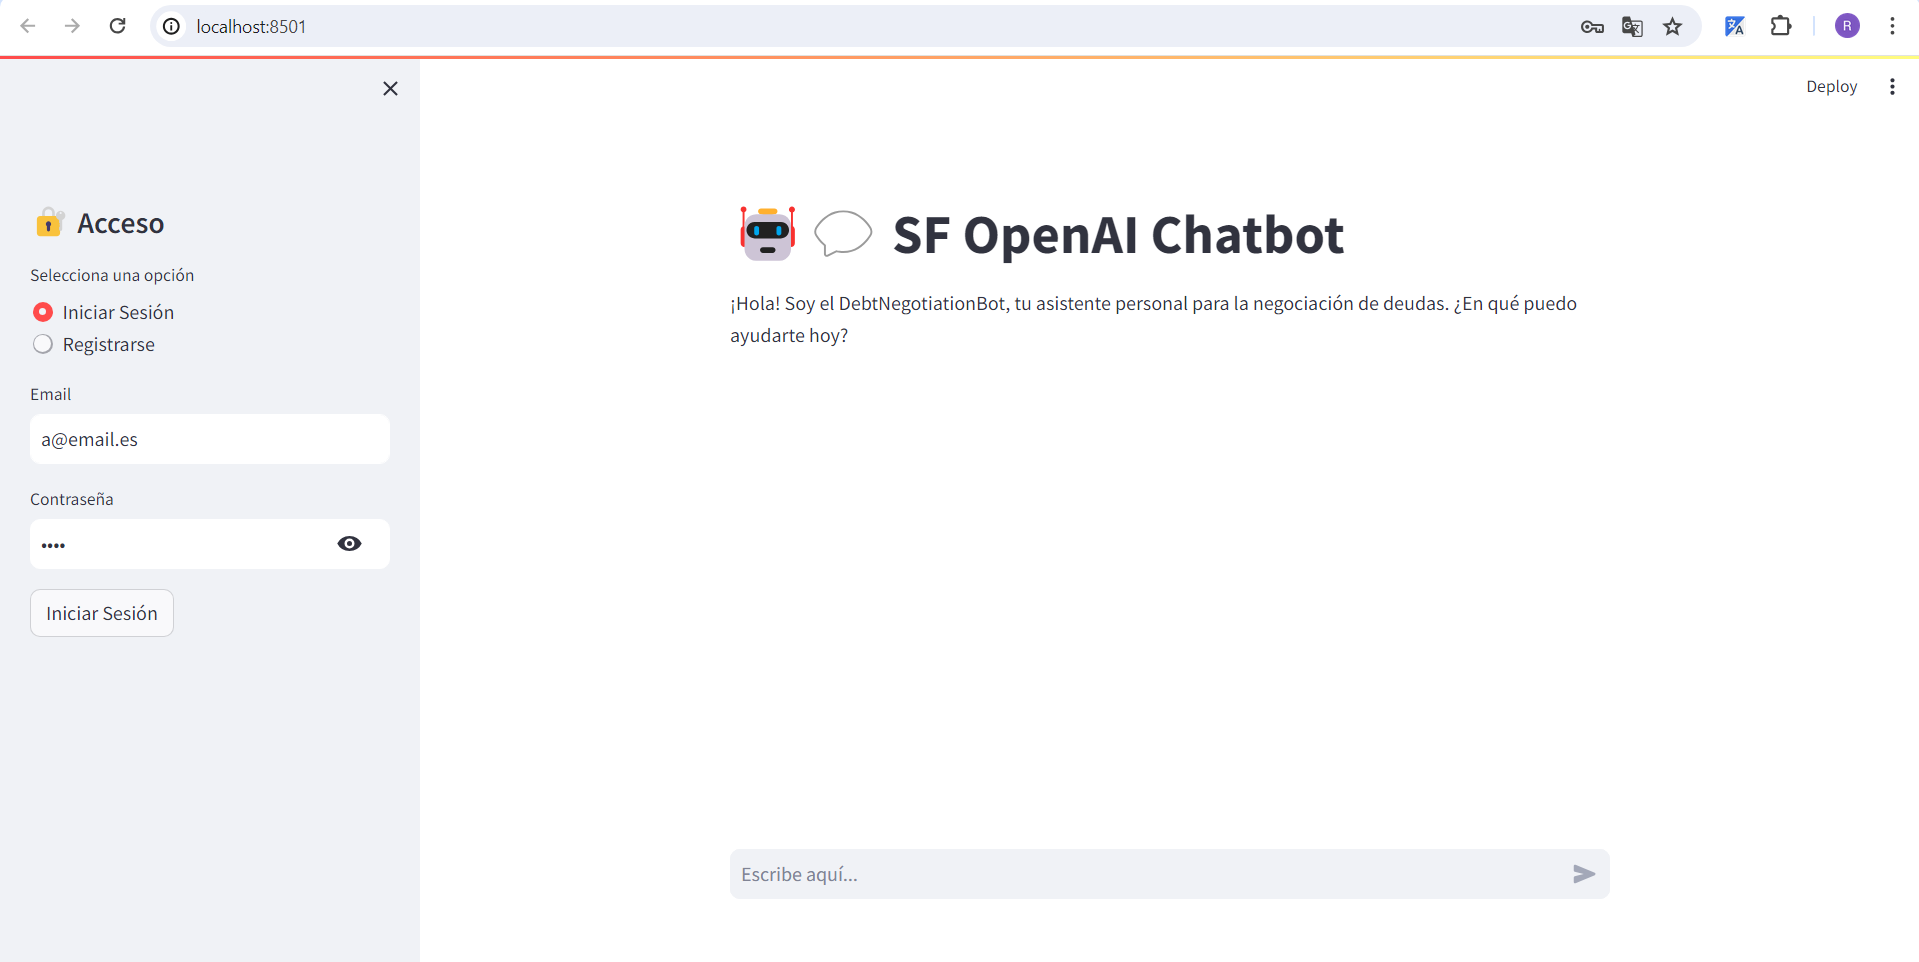 localhost:8501
R
Deploy
Acceso
Selecciona una opción
Iniciar Sesión
Registrarse
Email
a@email.es
Contraseña
••••
Iniciar Sesión
SF OpenAI Chatbot
¡Hola! Soy el DebtNegotiationBot, tu asistente personal para la negociación de deudas. ¿En qué puedo
ayudarte hoy?
Escribe aquí...